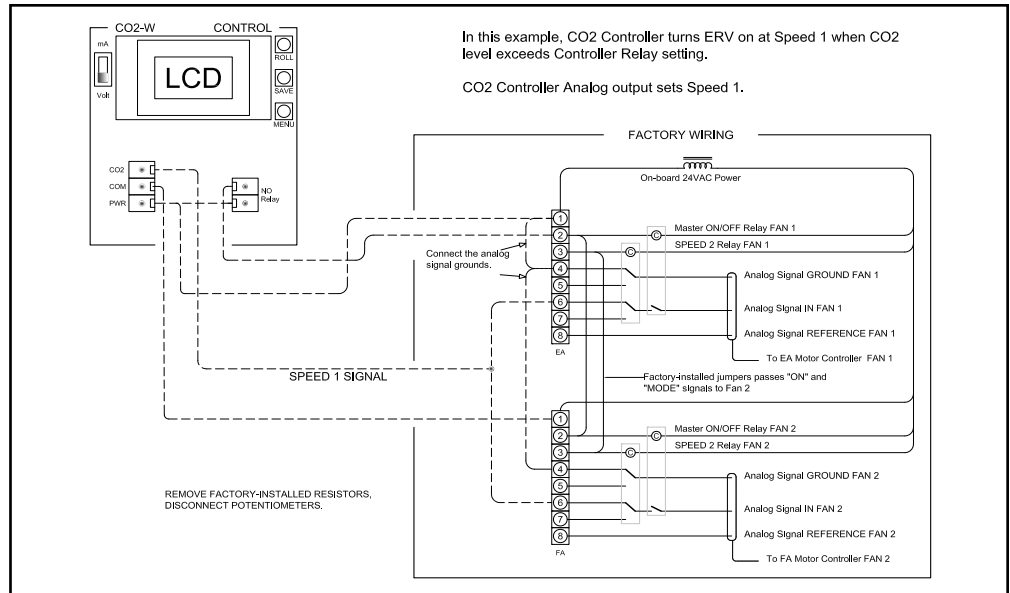 CO2-W CONTROL
mA
Volt
LCD
ROLL
SAVE
MENU
CO2
COM
PWR
NO
Relay
In this example, CO2 Controller turns ERV on at Speed 1 when CO2
level exceeds Controller Relay setting.
CO2 Controller Analog output sets Speed 1.
FACTORY WIRING
On-board 24VAC Power
1
2
3
4
5
6
7
8
EA
Master ON/OFF Relay FAN 1
SPEED 2 Relay FAN 1
Connect the analog
signal grounds.
Analog Signal GROUND FAN 1
Analog Signal IN FAN 1
Analog Signal REFERENCE FAN 1
To EA Motor Controller FAN 1
SPEED 1 SIGNAL
Factory-installed jumpers passes "ON" and
"MODE" signals to Fan 2
1
2
3
4
5
6
7
8
FA
Master ON/OFF Relay FAN 2
SPEED 2 Relay FAN 2
Analog Signal GROUND FAN 2
Analog Signal IN FAN 2
Analog Signal REFERENCE FAN 2
To FA Motor Controller FAN 2
REMOVE FACTORY-INSTALLED RESISTORS,
DISCONNECT POTENTIOMETERS.
C
C
C
C